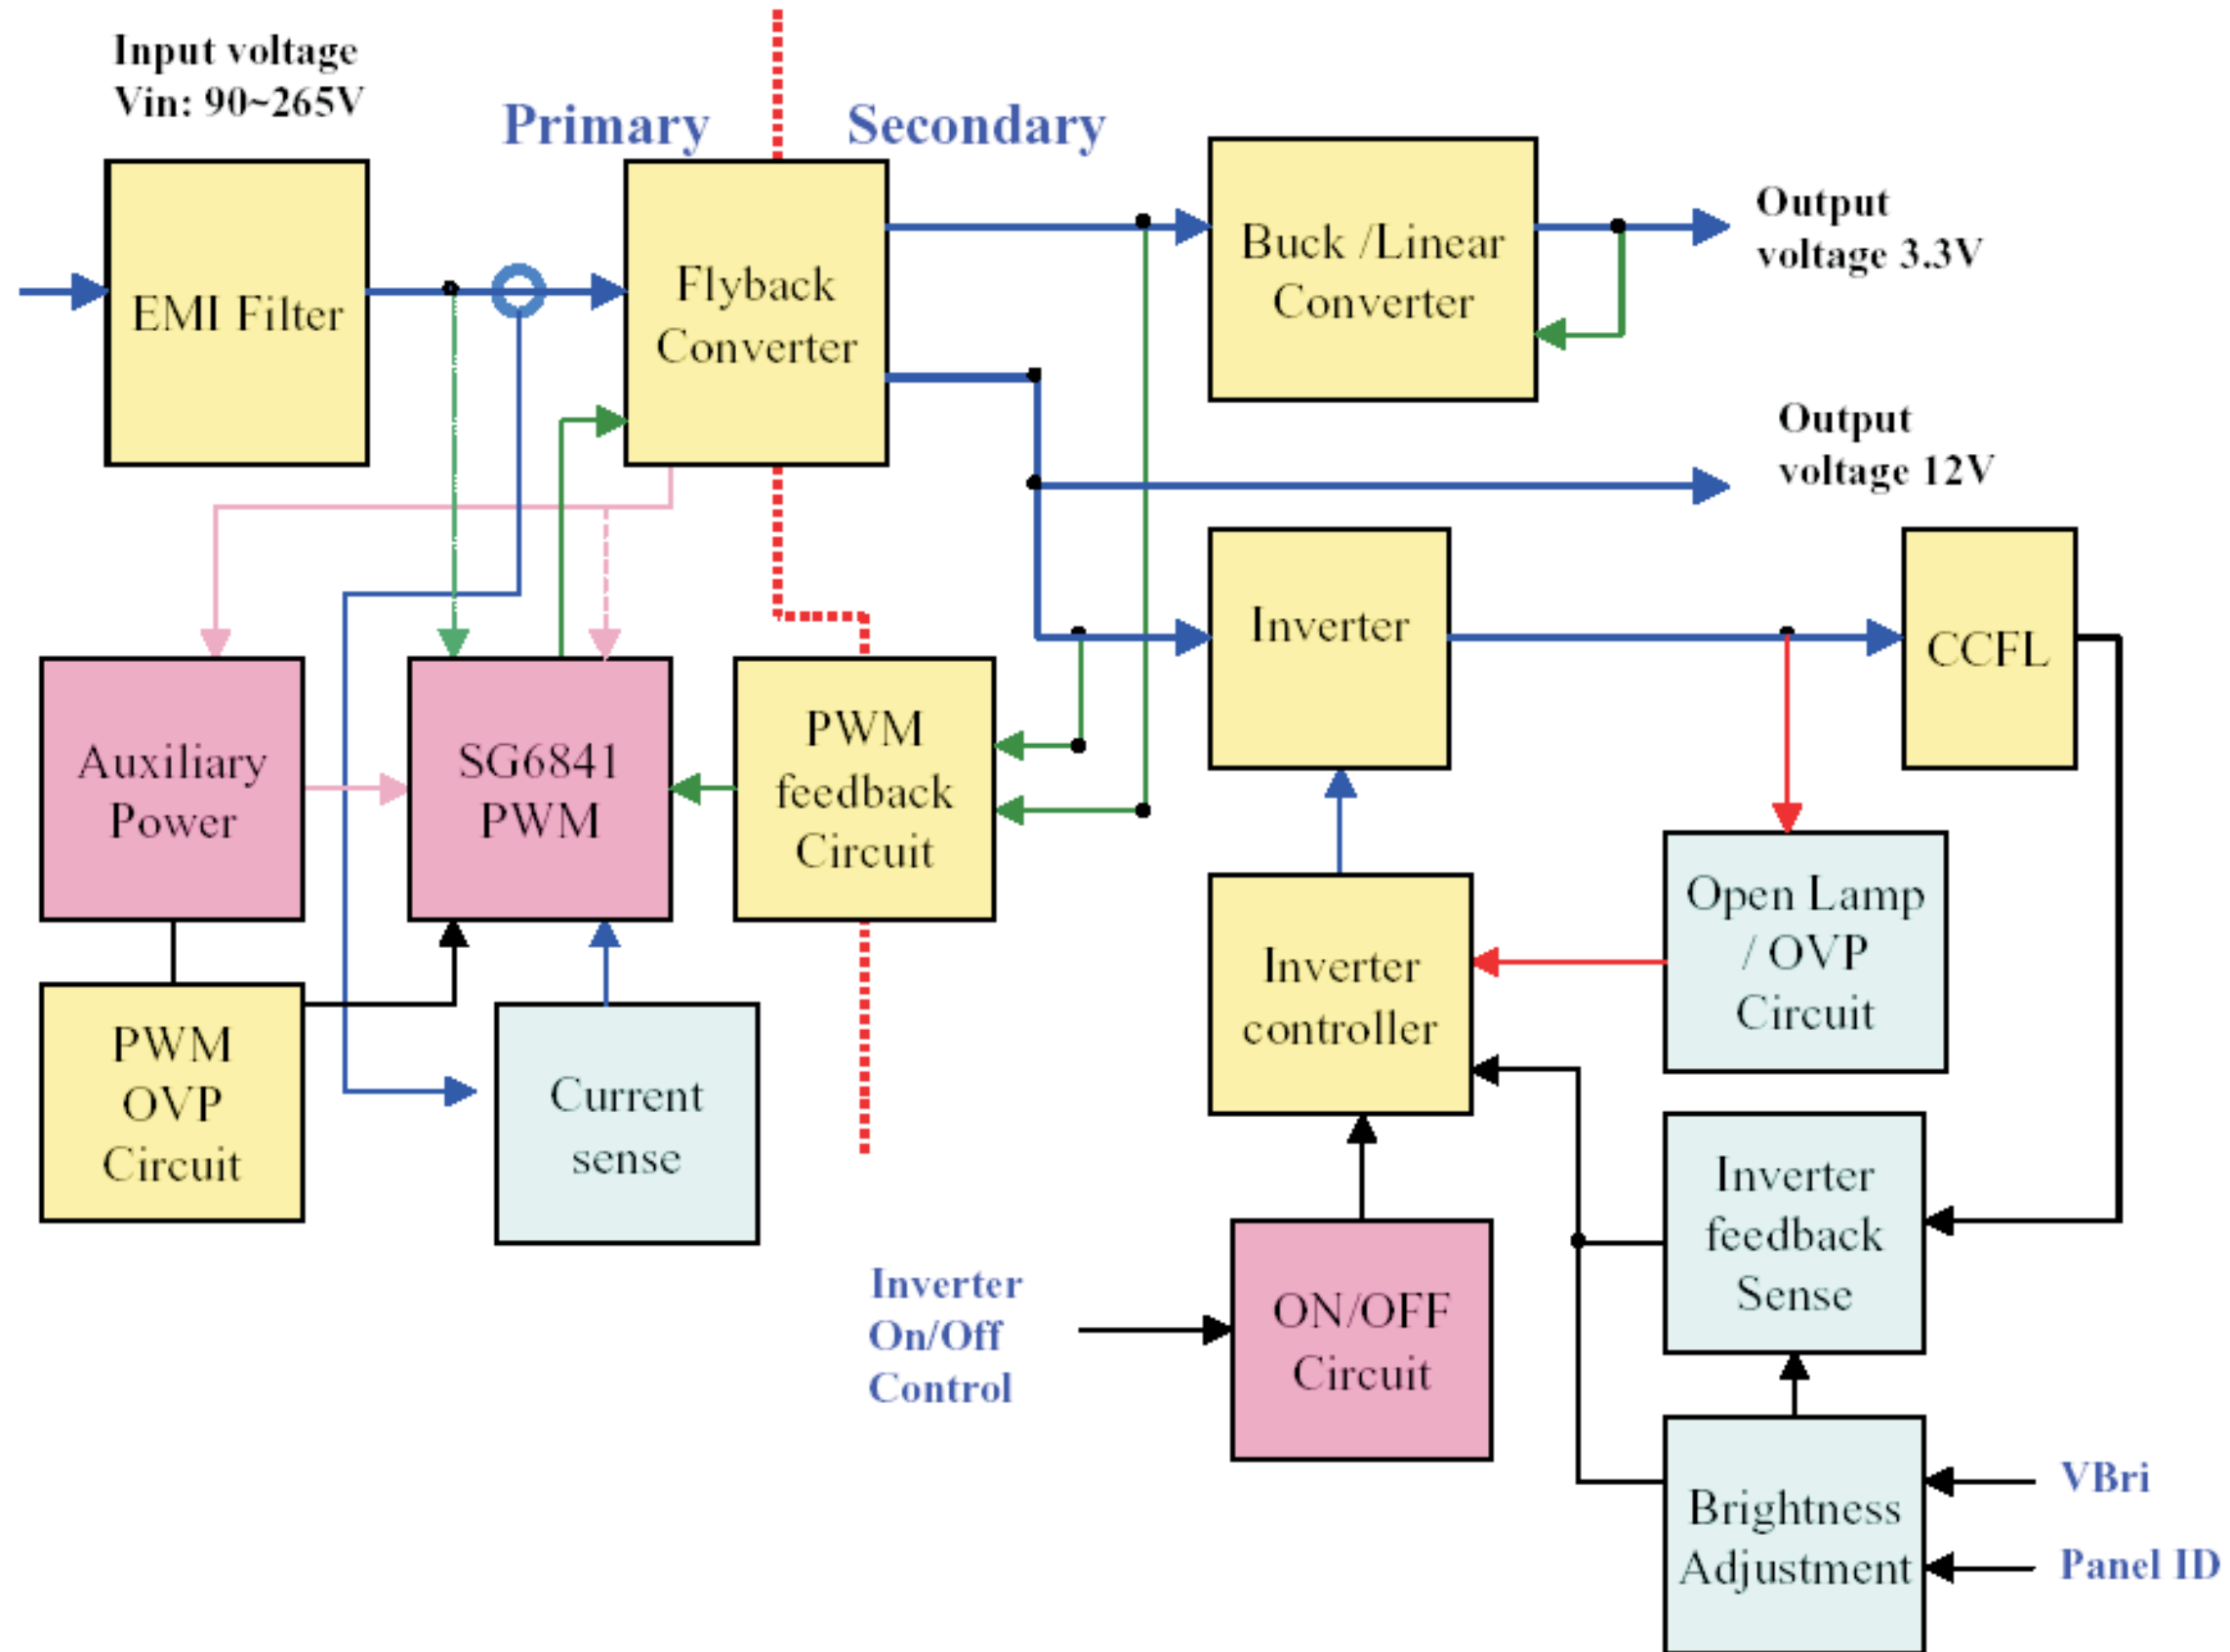 Input voltage
Vin: 90~265V
Primary
Secondary
EMI Filter
Flyback
Converter
Buck /Linear
Converter
Output
voltage 3.3V
Output
voltage 12V
Inverter
CCFL
Auxiliary
Power
SG6841
PWM
PWM
feedback
Circuit
Open Lamp
/ OVP
Circuit
Inverter
controller
PWM
OVP
Circuit
Current
sense
Inverter
feedback
Sense
Inverter
On/Off
Control
ON/OFF
Circuit
Brightness
Adjustment
VBri
Panel ID